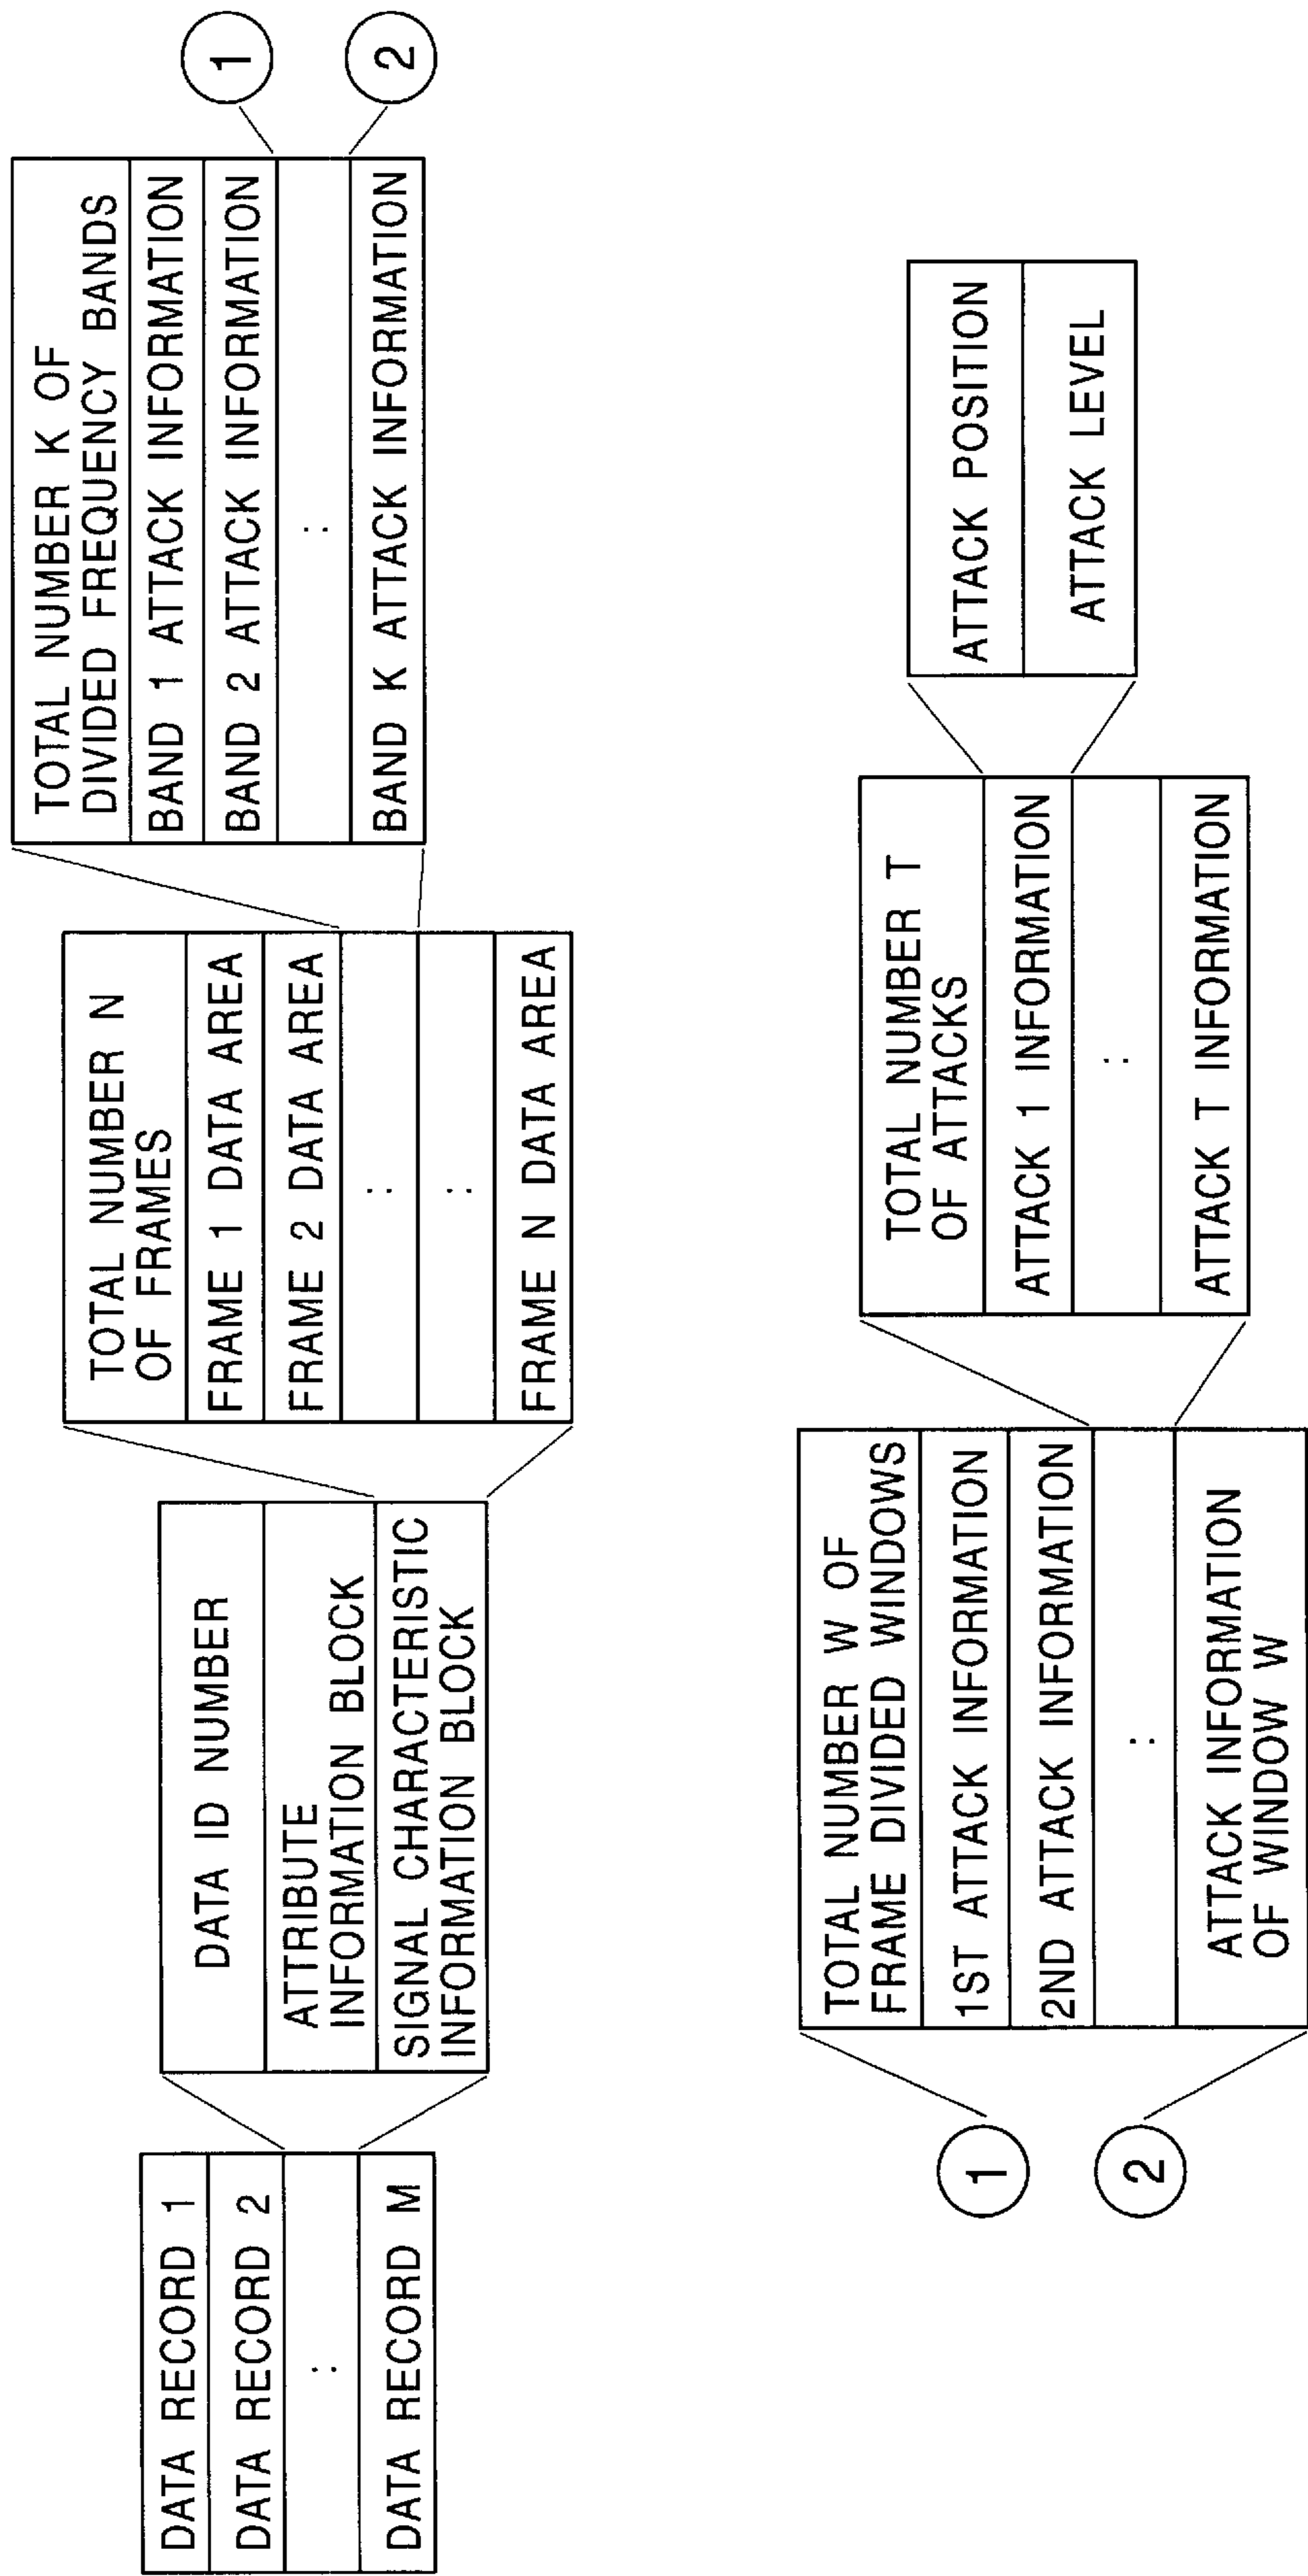 DATA RECORD 1
DATA RECORD 2
:
DATA RECORD M
DATA ID NUMBER
ATTRIBUTE
INFORMATION BLOCK
SIGNAL CHARACTERISTIC
INFORMATION BLOCK
TOTAL NUMBER N
OF FRAMES
FRAME 1 DATA AREA
FRAME 2 DATA AREA
:
:
FRAME N DATA AREA
TOTAL NUMBER K OF
DIVIDED FREQUENCY BANDS
BAND 1 ATTACK INFORMATION
BAND 2 ATTACK INFORMATION
:
BAND K ATTACK INFORMATION
1
2
1
2
TOTAL NUMBER W OF
FRAME DIVIDED WINDOWS
1ST ATTACK INFORMATION
2ND ATTACK INFORMATION
:
ATTACK INFORMATION
OF WINDOW W
TOTAL NUMBER T
OF ATTACKS
ATTACK 1 INFORMATION
:
ATTACK T INFORMATION
ATTACK POSITION
ATTACK LEVEL